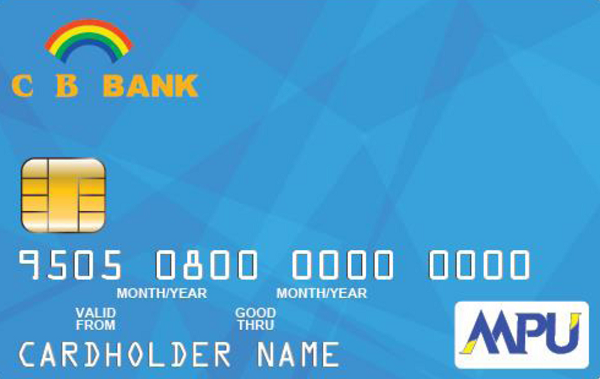 C B BANK
9505 0800 0000 0000
MONTH/YEAR MONTH/YEAR
VALID FROM GOOD THRU
CARDHOLDER NAME
MPU